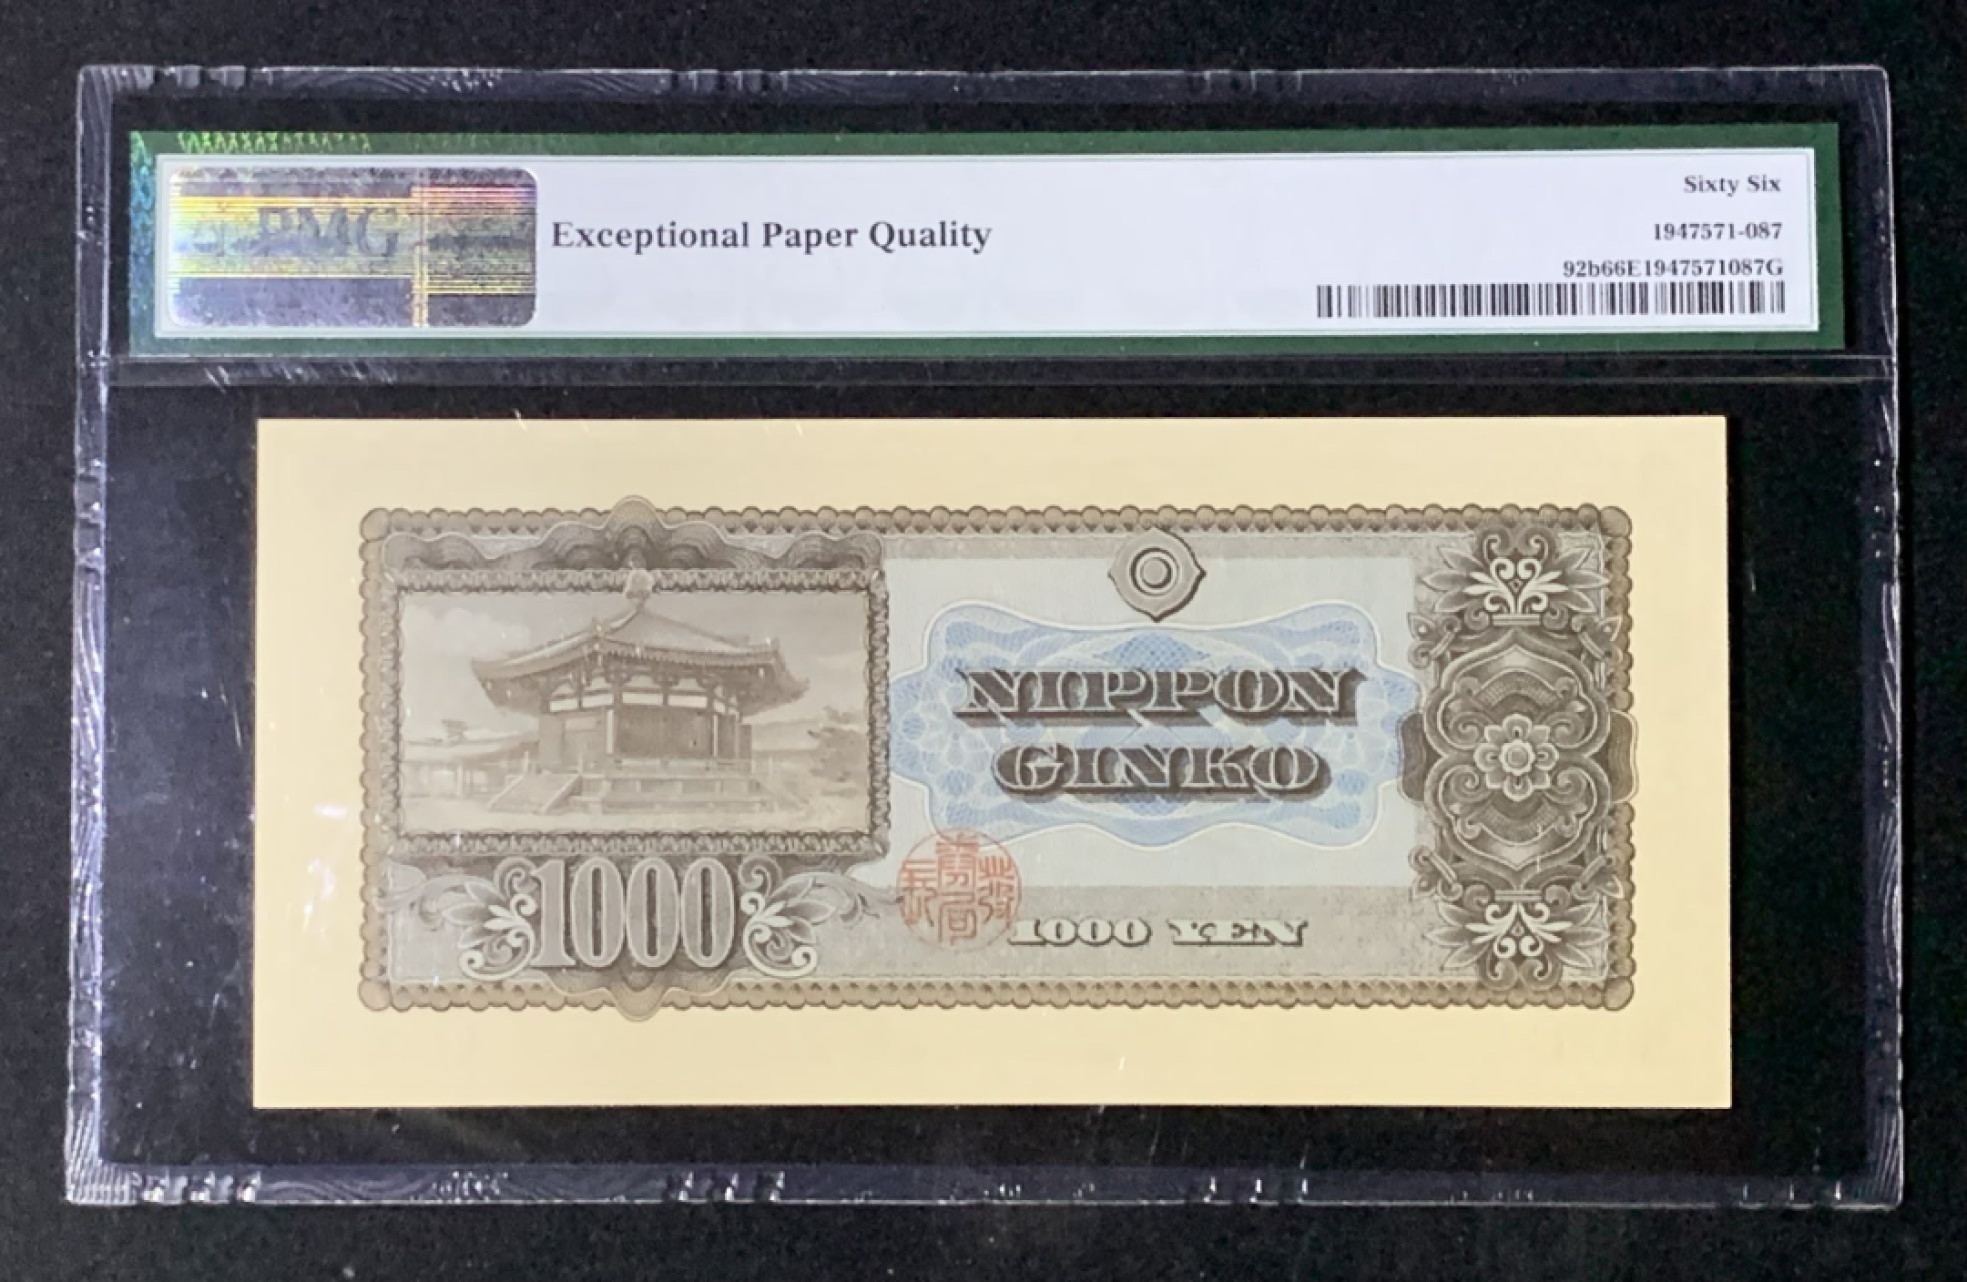 PMG
Exceptional Paper Quality
Sixty Six
1947571-087
92b66E1947571087G
NIPPON
GINKO
1000
1000 YEN